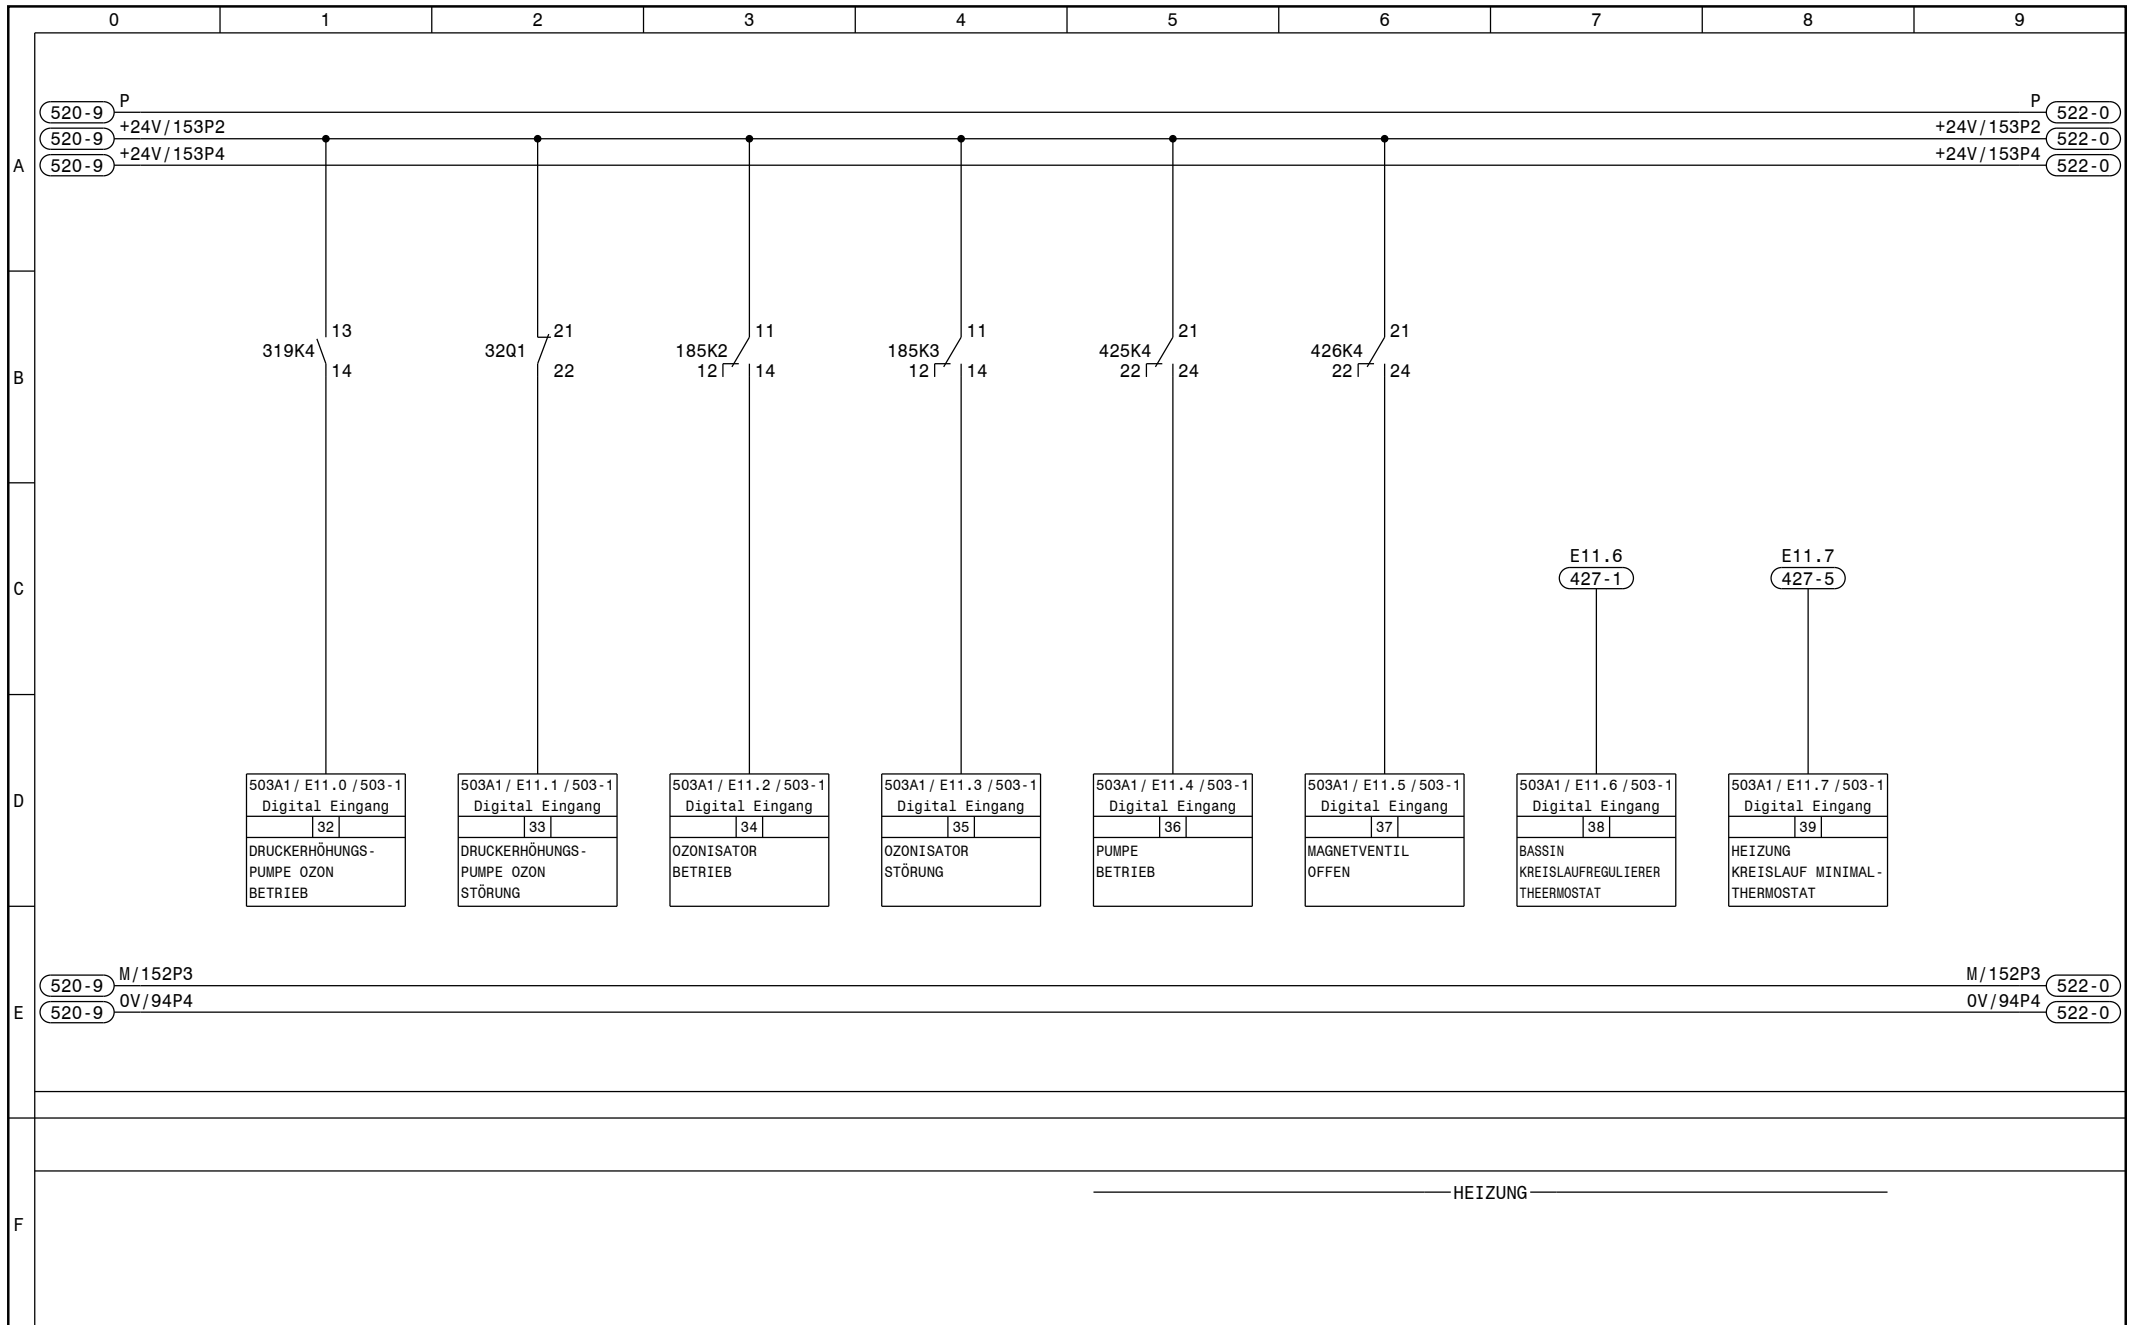 0 1 2 3 4 5 6 7 8 9
520-9 P P 522-0
520-9 +24V/153P2 +24V/153P2 522-0
A 520-9 +24V/153P4 +24V/153P4 522-0
13 21 11 11 21 21
319K4 32Q1 185K2 185K3 425K4 426K4
14 22 12 14 12 14 22 24 22 24
B
E11.6 E11.7
C 427-1 427-5
503A1/ E11.0 /503-1 503A1/ E11.1 /503-1 503A1/ E11.2 /503-1 503A1/ E11.3 /503-1 503A1/ E11.4 /503-1 503A1/ E11.5 /503-1 503A1/ E11.6 /503-1 503A1/ E11.7 /503-1
D Digital Eingang Digital Eingang Digital Eingang Digital Eingang Digital Eingang Digital Eingang Digital Eingang Digital Eingang
32 33 34 35 36 37 38 39
DRUCKERHÖHUNGS- DRUCKERHÖHUNGS- OZONISATOR OZONISATOR PUMPE MAGNETVENTIL BASSIN HEIZUNG
PUMPE OZON PUMPE OZON BETRIEB STÖRUNG BETRIEB OFFEN KREISLAUFREGULIERER KREISLAUF MINIMAL-
BETRIEB STÖRUNG THEERMOSTAT THERMOSTAT
520-9 M/152P3 M/152P3 522-0
E 520-9 0V/94P4 0V/94P4 522-0
HEIZUNG
F